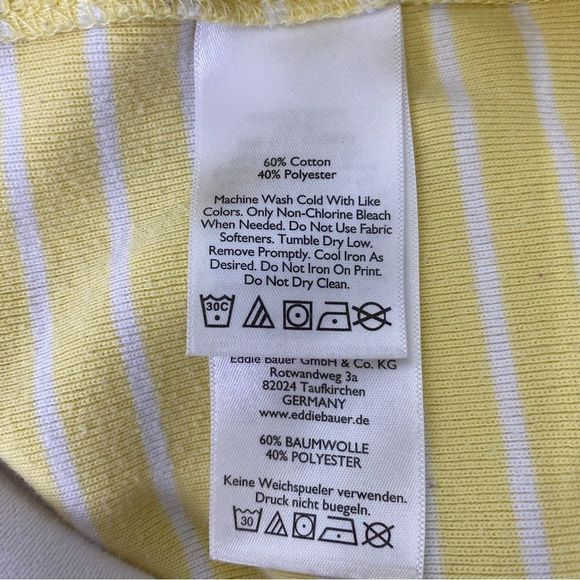 60% Cotton
40% Polyester
Machine Wash Cold With Like
Colors. Only Non-Chlorine Bleach
When Needed. Do Not Use Fabric
Softeners. Tumble Dry Low.
Remove Promptly. Cool Iron As
Desired. Do Not Iron On Print.
Do Not Dry Clean.
30C
Eddie Bauer GmbH & Co. KG
Rotwandweg 3a
82024 Taufkirchen
GERMANY
www.eddiebauer.de
60% BAUMWOLLE
40% POLYESTER
Keine Weichspueler verwenden.
Druck nicht buegeln.
30